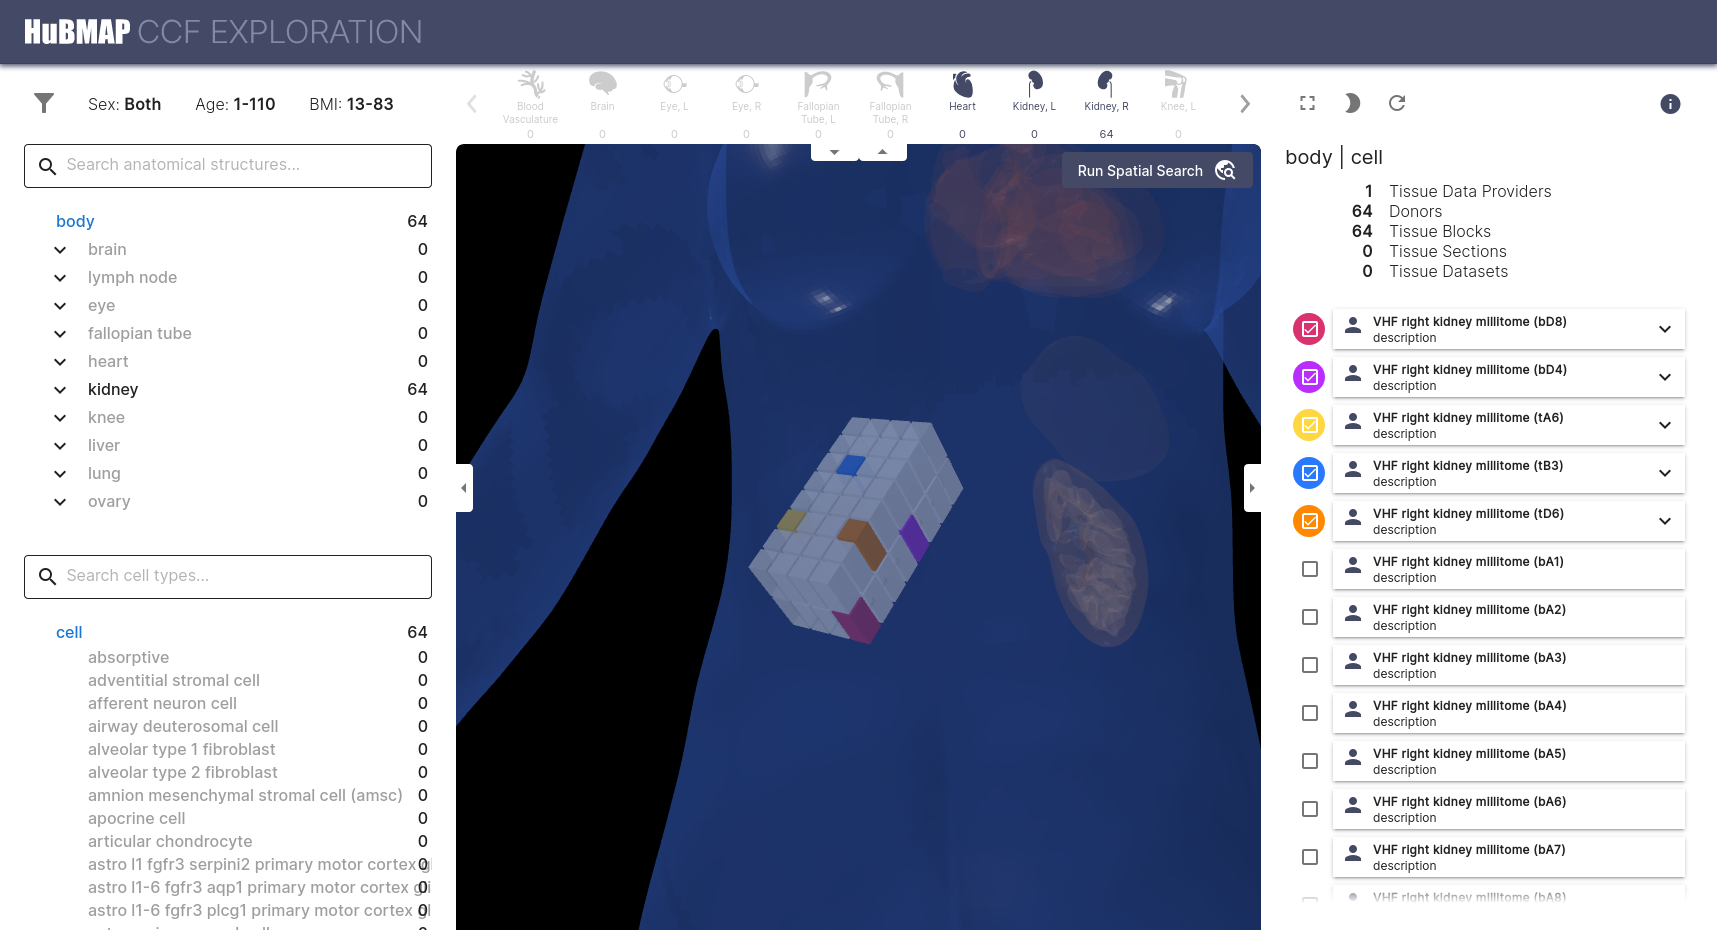 HuBMAP CCF EXPLORATION
Sex: Both Age: 1-110 BMI: 13-83
Blood Vasculature 0
Brain 0
Eye, L 0
Eye, R 0
Fallopian Tube, L 0
Fallopian Tube, R 0
Heart 0
Kidney, L 0
Kidney, R 64
Knee, L 0
Search anatomical structures...
body 64
brain 0
lymph node 0
eye 0
fallopian tube 0
heart 0
kidney 64
knee 0
liver 0
lung 0
ovary 0
Search cell types...
cell 64
absorptive 0
adventitial stromal cell 0
afferent neuron cell 0
airway deuterosomal cell 0
alveolar type 1 fibroblast 0
alveolar type 2 fibroblast 0
amnion mesenchymal stromal cell (amsc) 0
apocrine cell 0
articular chondrocyte 0
astro l1 fgfr3 serpini2 primary motor cortex 0
astro l1-6 fgfr3 aqp1 primary motor cortex 0
astro l1-6 fgfr3 plcg1 primary motor cortex 0
Run Spatial Search
body | cell
1 Tissue Data Providers
64 Donors
64 Tissue Blocks
0 Tissue Sections
0 Tissue Datasets
VHF right kidney millitome (bD8)
description
VHF right kidney millitome (bD4)
description
VHF right kidney millitome (tA6)
description
VHF right kidney millitome (tB3)
description
VHF right kidney millitome (tD6)
description
VHF right kidney millitome (bA1)
description
VHF right kidney millitome (bA2)
description
VHF right kidney millitome (bA3)
description
VHF right kidney millitome (bA4)
description
VHF right kidney millitome (bA5)
description
VHF right kidney millitome (bA6)
description
VHF right kidney millitome (bA7)
description
VHF right kidney millitome (bA8)